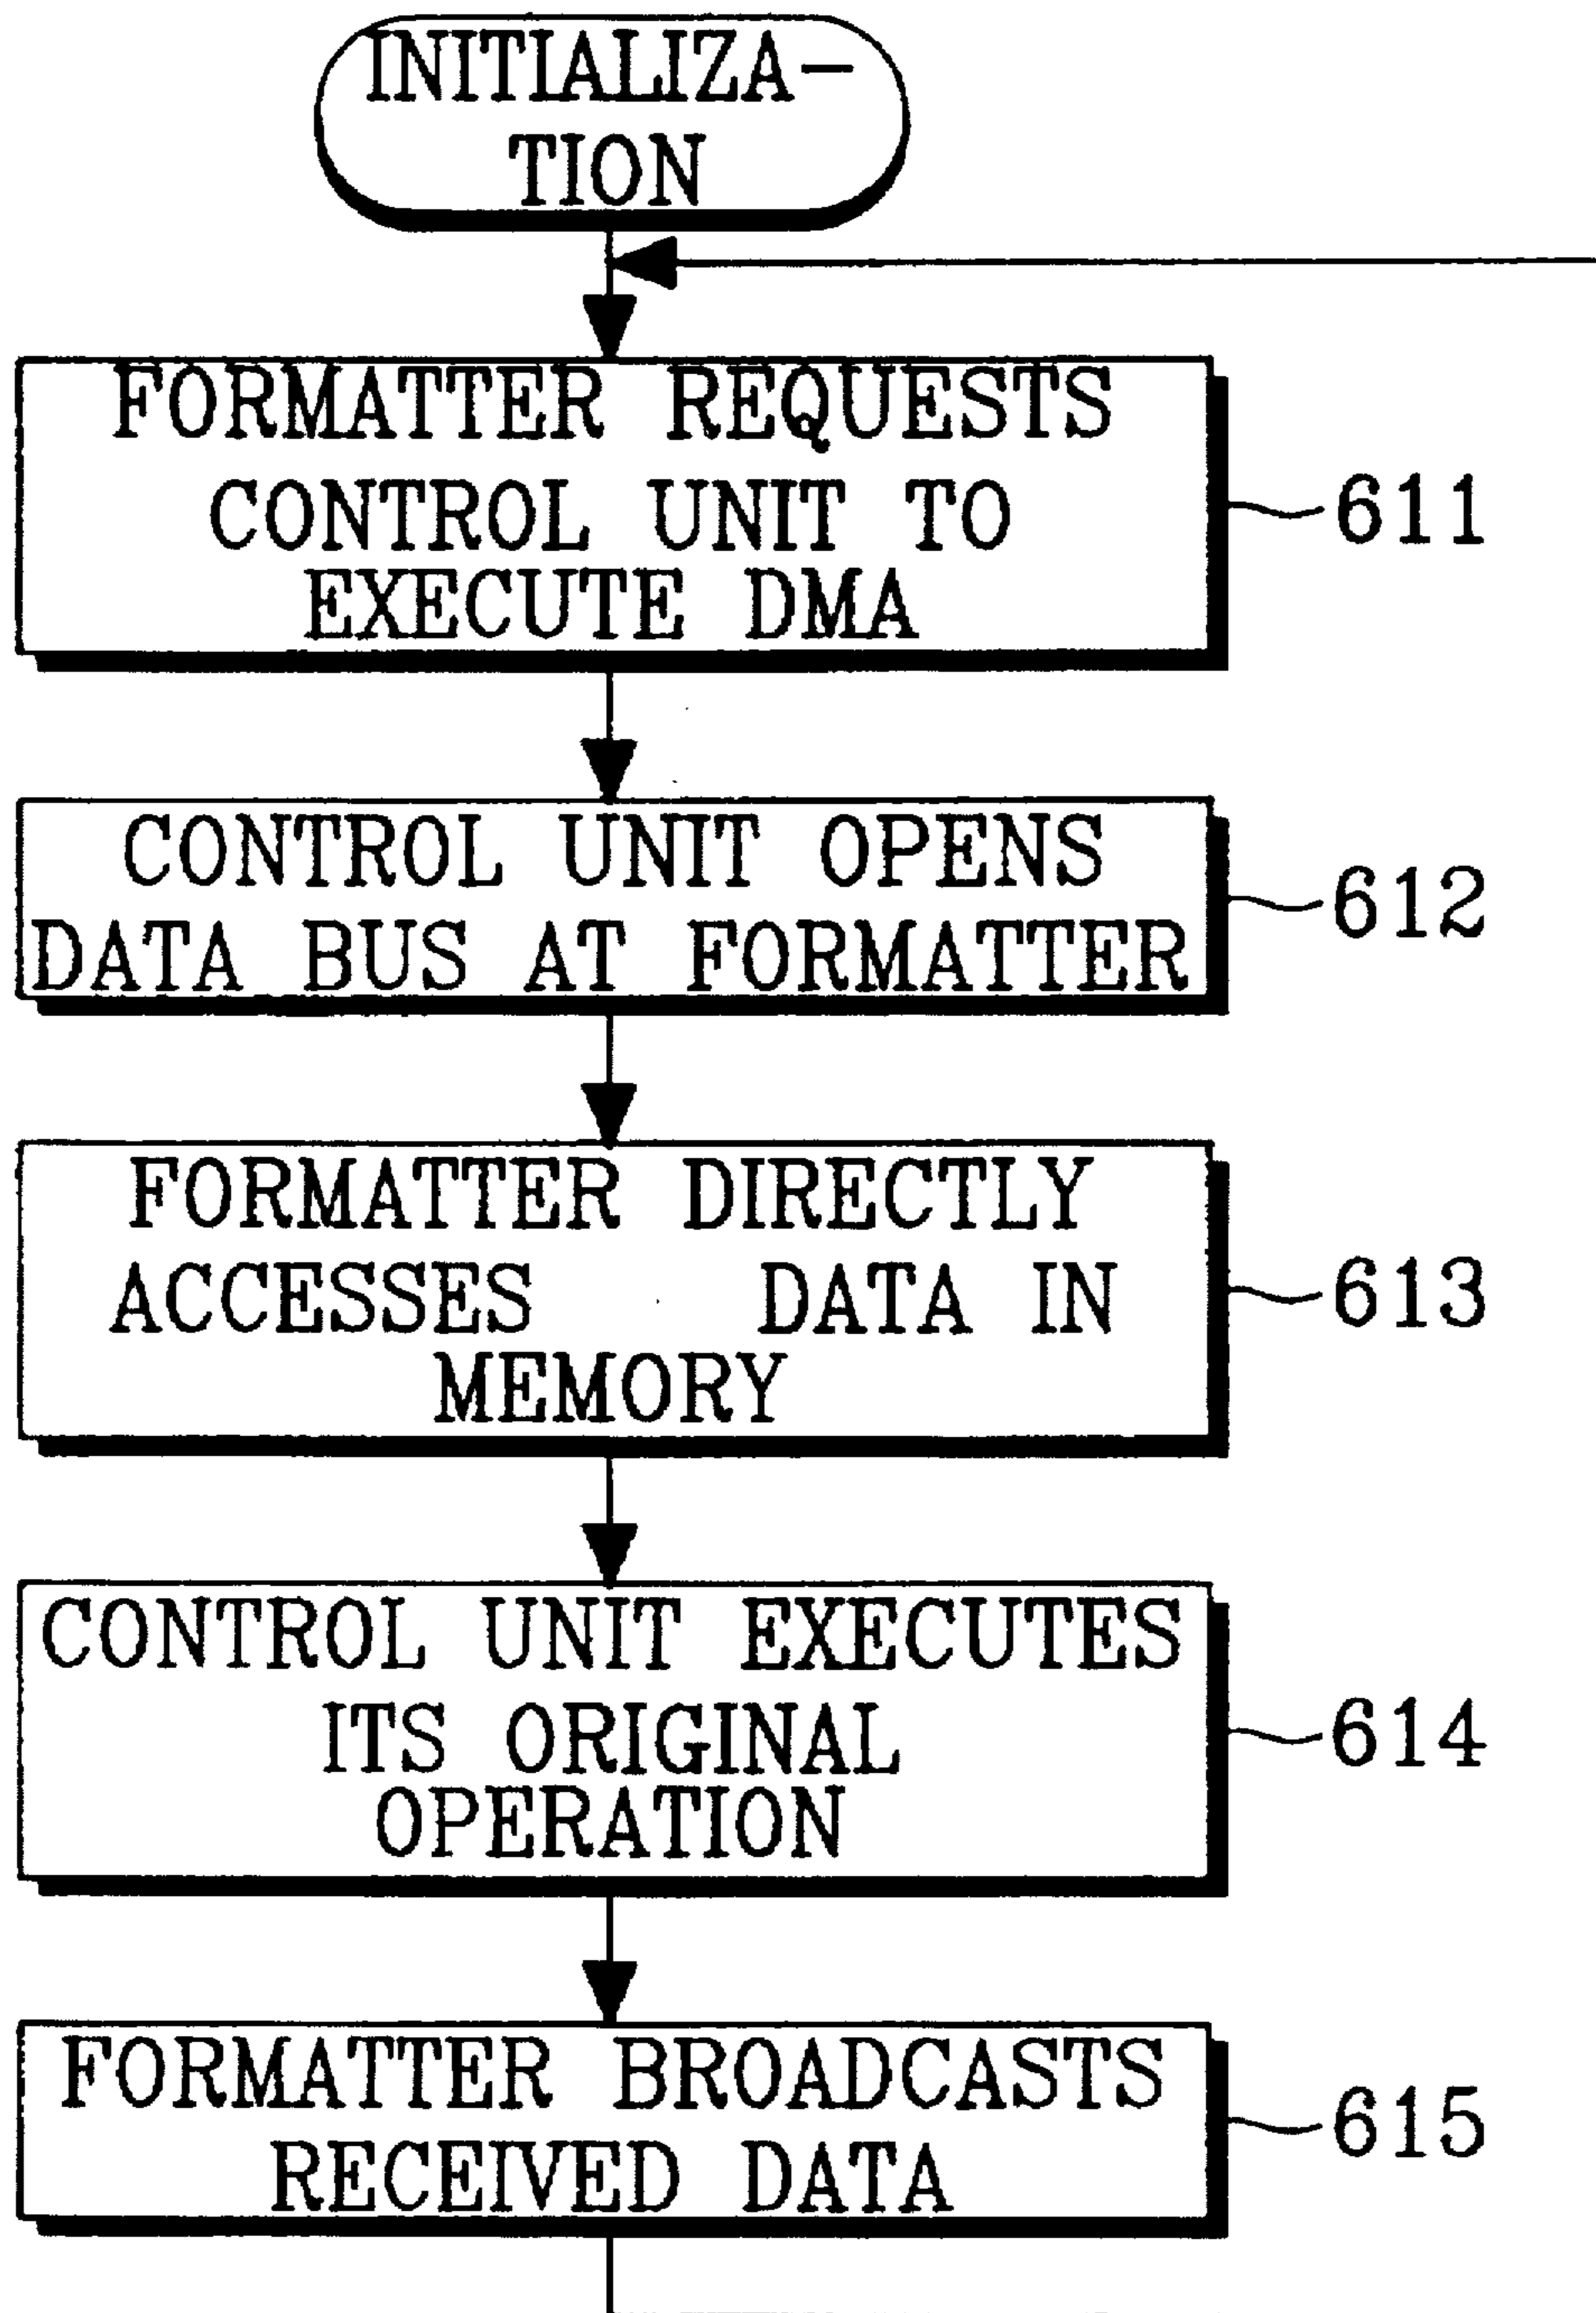 INITIALIZA-
TION
FORMATTER REQUESTS
CONTROL UNIT TO
EXECUTE DMA
611
CONTROL UNIT OPENS
DATA BUS AT FORMATTER
612
FORMATTER DIRECTLY
ACCESSES DATA IN
MEMORY
613
CONTROL UNIT EXECUTES
ITS ORIGINAL
OPERATION
614
FORMATTER BROADCASTS
RECEIVED DATA
615